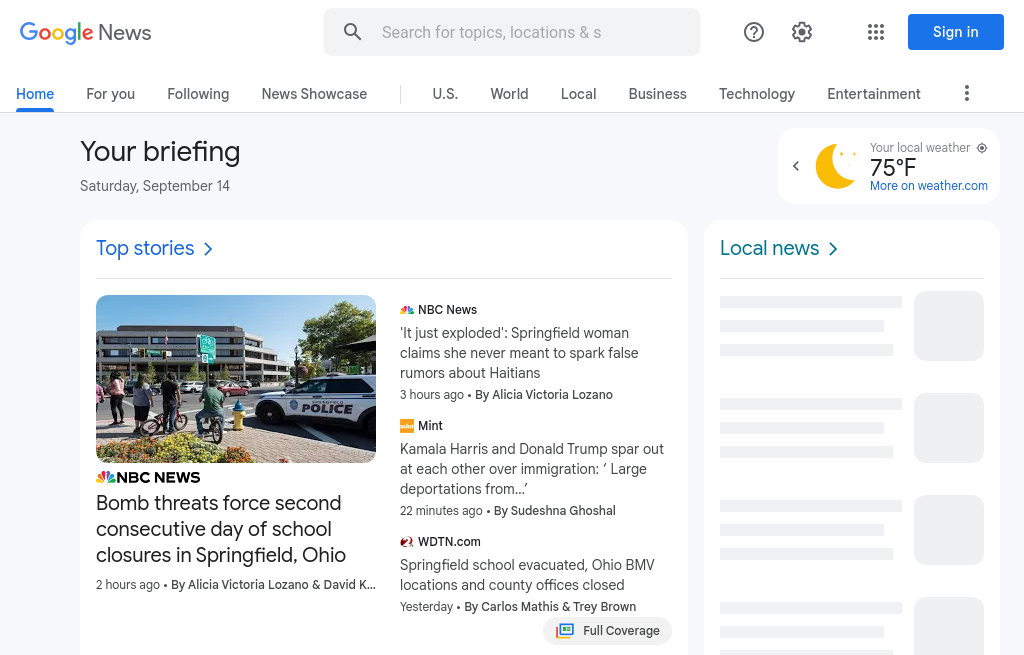 Google News
Search for topics, locations & s
Sign in
Home
For you
Following
News Showcase
U.S.
World
Local
Business
Technology
Entertainment
Your briefing
Saturday, September 14
Your local weather
75°F
More on weather.com
Top stories
NBC NEWS
Bomb threats force second
consecutive day of school
closures in Springfield, Ohio
2 hours ago • By Alicia Victoria Lozano & David K...
POLICE
NBC News
'It just exploded': Springfield woman
claims she never meant to spark false
rumors about Haitians
3 hours ago • By Alicia Victoria Lozano
Mint
Kamala Harris and Donald Trump spar out
at each other over immigration: ‘ Large
deportations from…’
22 minutes ago • By Sudeshna Ghoshal
WDTN.com
Springfield school evacuated, Ohio BMV
locations and county offices closed
Yesterday • By Carlos Mathis & Trey Brown
Full Coverage
Local news